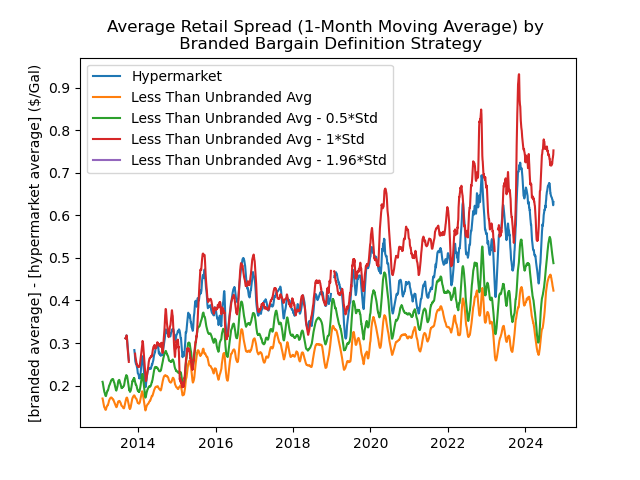 Average Retail Spread (1-Month Moving Average) by
Branded Bargain Definition Strategy
[branded average] - [hypermarket average] ($/Gal)
Hypermarket
Less Than Unbranded Avg
Less Than Unbranded Avg - 0.5*Std
Less Than Unbranded Avg - 1*Std
Less Than Unbranded Avg - 1.96*Std
0.9
0.8
0.7
0.6
0.5
0.4
0.3
0.2
2014 2016 2018 2020 2022 2024